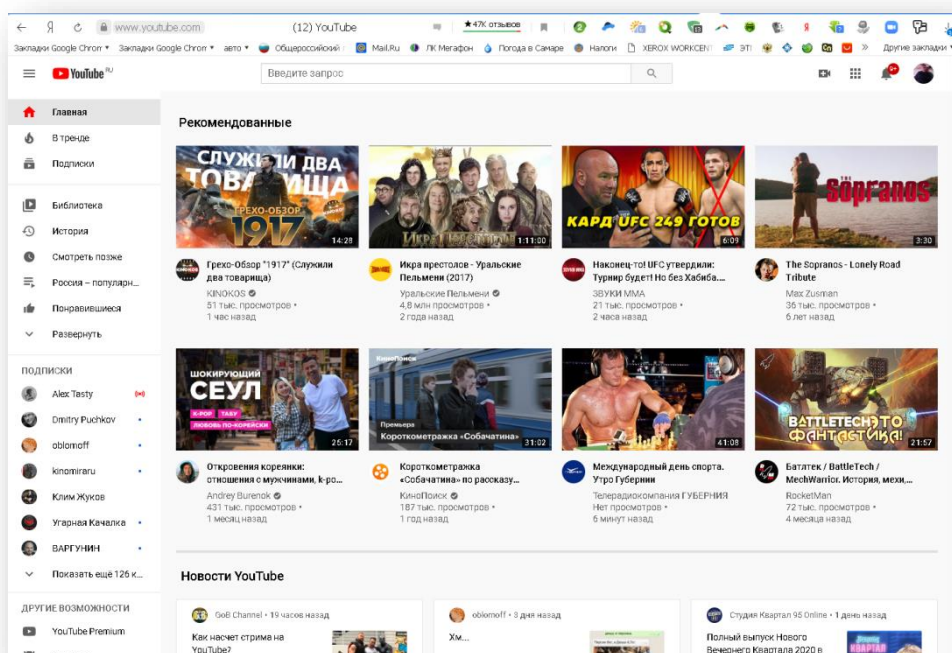 www.youtube.com
(12) YouTube
★47К отзывов
Закладки Google Chrom
Закладки Google Chrom
авто
Общероссийский
Mail.Ru
ЛК Мегафон
Погода в Самаре
Налоги
XEROX WORKCEN
ЭТI
Другие закладки
YouTube RU
Введите запрос
9+
Главная
В тренде
Подписки
Библиотека
История
Смотреть позже
Россия – популярн...
Понравившиеся
Развернуть
ПОДПИСКИ
Alex Tasty
Dmitry Puchkov
oblomoff
kinomiraru
Клим Жуков
Угарная Качалка
ВАРГУНИН
Показать ещё 126 к...
ДРУГИЕ ВОЗМОЖНОСТИ
YouTube Premium
Рекомендованные
СЛУЖИЛИ ДВА
ТОВАРИЩА
ГРЕХО-ОБЗОР
1917
14:28
Грехо-Обзор "1917" (Служили
два товарища)
KINOKOS
51 тыс. просмотров •
1 час назад
1:11:00
Икра престолов - Уральские
Пельмени (2017)
Уральские Пельмени
4,8 млн просмотров •
2 года назад
КАРД UFC 249 ГОТОВ
6:09
Наконец-то! UFC утвердили:
Турнир будет! Но без Хабиба....
ЗВУКИ ММА
21 тыс. просмотров •
2 часа назад
THE
Sopranos
3:30
The Sopranos - Lonely Road
Tribute
Max Zusman
36 тыс. просмотров •
6 лет назад
ШОКИРУЮЩИЙ
СЕУЛ
K-POP ТАБУ
ЛЮБОВЬ ПО-КОРЕЙСКИ
25:17
Откровения кореянки:
отношения с мужчинами, k-po...
Andrey Burenok
431 тыс. просмотров •
1 месяц назад
КиноПоиск
Премьера
Короткометражка «Собачатина»
31:02
Короткометражка
«Собачатина» по рассказу...
КиноПоиск
187 тыс. просмотров •
1 год назад
41:08
Международный день спорта.
Утро Губернии
Телерадиокомпания ГУБЕРНИЯ
Нет просмотров •
6 минут назад
BATTLETECH ЭТО
ФАНТАСТИКА!
21:57
Батлтек / BattleTech /
MechWarrior. История, мехи,...
RocketMan
72 тыс. просмотров •
4 месяца назад
Новости YouTube
GoB Channel • 19 часов назад
Как насчет стрима на
YouTube?
oblomoff • 3 дня назад
Хм...
Студия Квартал 95 Online • 1 день назад
Полный выпуск Нового
Вечернего Квартала 2020 в
КВАРТАЛ